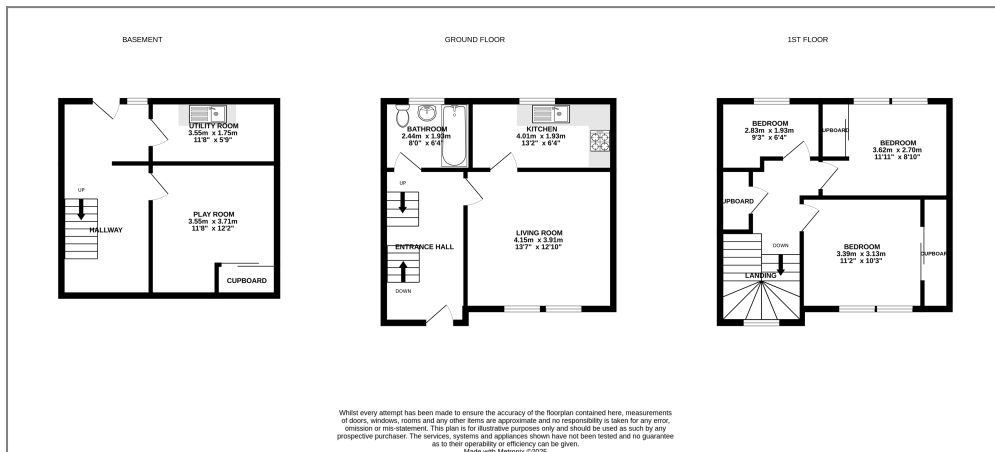 BASEMENT
GROUND FLOOR
1ST FLOOR
UTILITY ROOM
3.55m x 1.75m
11'8" x 5'9"
UP
HALLWAY
PLAY ROOM
3.55m x 3.71m
11'8" x 12'2"
CUPBOARD
BATHROOM
2.44m x 1.93m
8'0" x 6'4"
KITCHEN
4.01m x 1.93m
13'2" x 6'4"
UP
ENTRANCE HALL
DOWN
LIVING ROOM
4.15m x 3.91m
13'7" x 12'10"
BEDROOM
2.83m x 1.93m
9'3" x 6'4"
UPBOARD
BEDROOM
3.62m x 2.70m
11'11" x 8'10"
UPBOARD
DOWN
LANDING
BEDROOM
3.39m x 3.13m
11'2" x 10'3"
CUPBOAR
Whilst every attempt has been made to ensure the accuracy of the floorplan contained here, measurements
of doors, windows, rooms and any other items are approximate and no responsibility is taken for any error,
omission or mis-statement. This plan is for illustrative purposes only and should be used as such by any
prospective purchaser. The services, systems and appliances shown have not been tested and no guarantee
as to their operability or efficiency can be given.
Made with Metropix ©2025